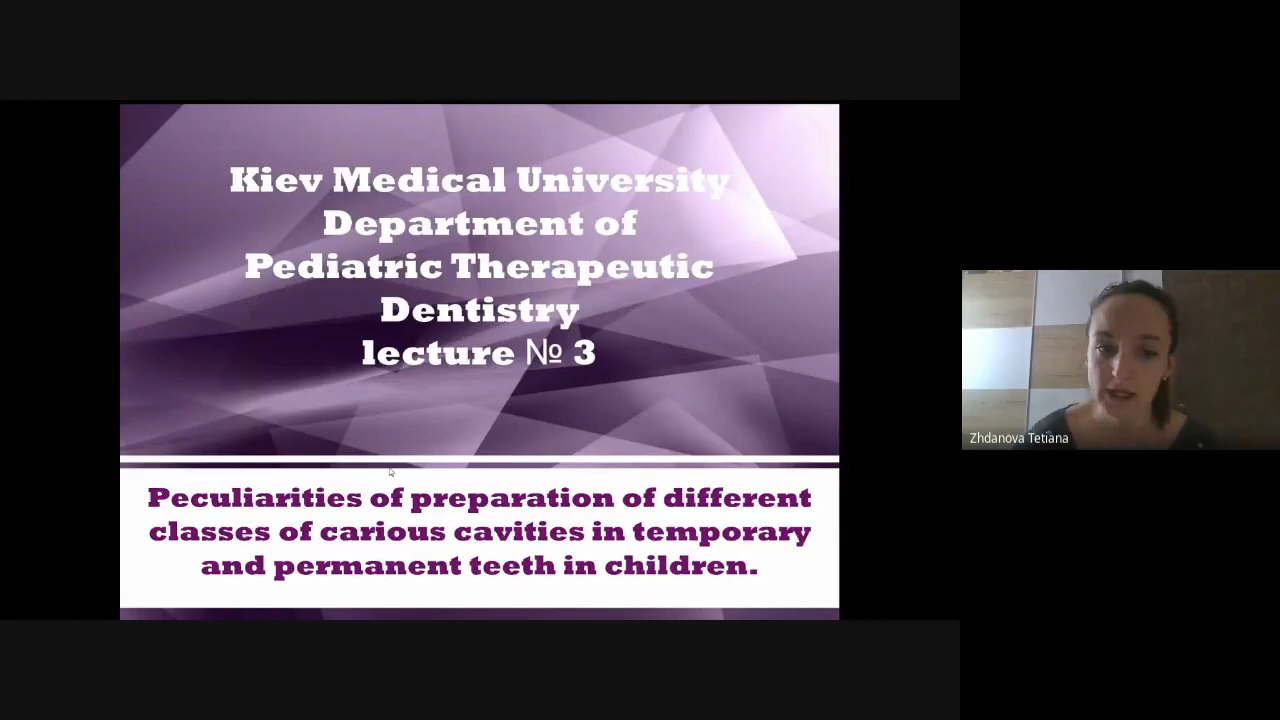 Kiev Medical University
Department of
Pediatric Therapeutic
Dentistry
lecture № 3
Peculiarities of preparation of different
classes of carious cavities in temporary
and permanent teeth in children.
Zhdanova Tetiana